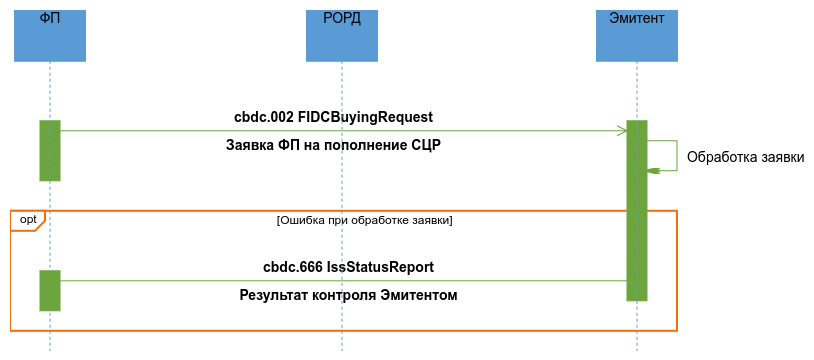 ФП
РОРД
Эмитент
cbdc.002 FIDCBuyingRequest
Заявка ФП на пополнение СЦР
Обработка заявки
opt
[Ошибка при обработке заявки]
cbdc.666 IssStatusReport
Результат контроля Эмитентом